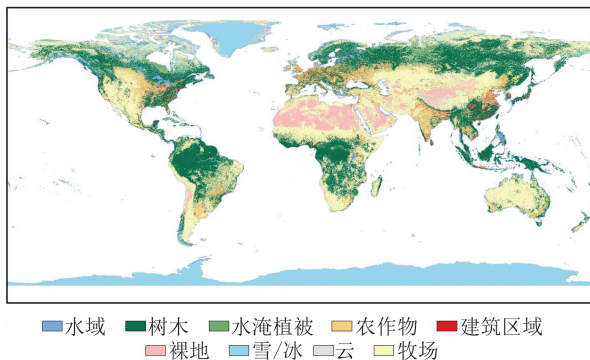 水域 树木 水淹植被 农作物 建筑区域
裸地 雪/冰 云 牧场